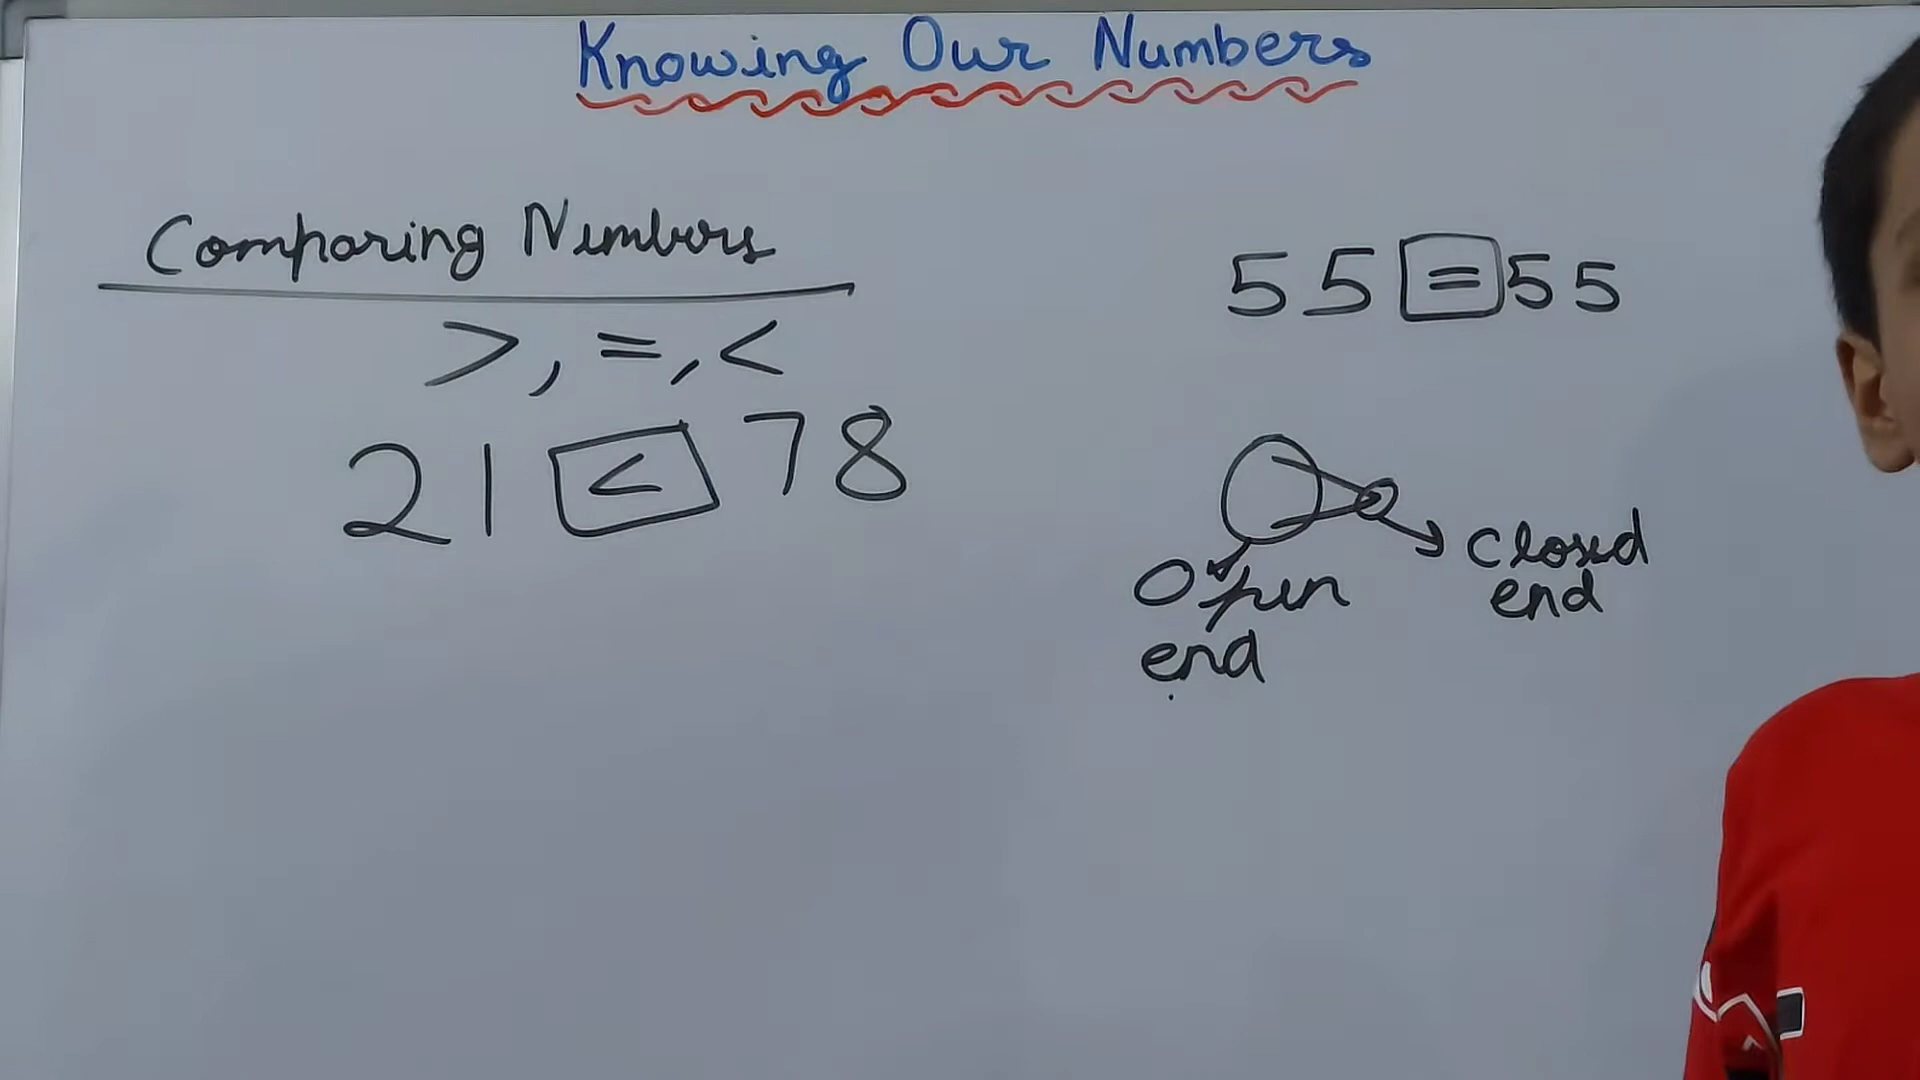 Knowing Our Numbers
Comparing Numbers
>, =, <
21 < 78
55 = 55
Open
end
closed
end